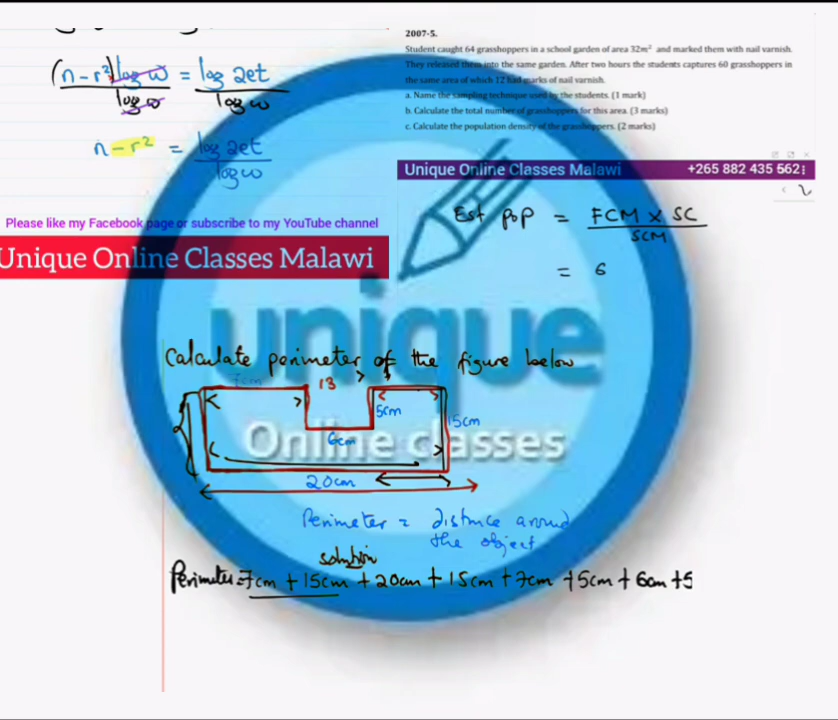 (n-r²)log w = log 2et
log w log w
n-r² = log 2et
log w
Please like my Facebook page or subscribe to my YouTube channel
Unique Online Classes Malawi
2007-5.
Student caught 64 grasshoppers in a school garden of area 32m² and marked them with nail varnish.
They released them into the same garden. After two hours the students captures 60 grasshoppers in
the same area of which 12 had marks of nail varnish.
a. Name the sampling technique used by the students. (1 mark)
b. Calculate the total number of grasshoppers for this area. (3 marks)
c. Calculate the population density of the grasshoppers. (2 marks)
Unique Online Classes Malawi +265 882 435 562
Est pop = FCM x SC
SCM
= 6
unique
Online classes
Calculate perimeter of the figure below
7cm 13
5cm
6cm
15cm
20cm
Perimeter = distance around
the object
solution
Perimeter=7cm + 15cm + 20cm + 15cm + 7cm + 5cm + 6cm + 5